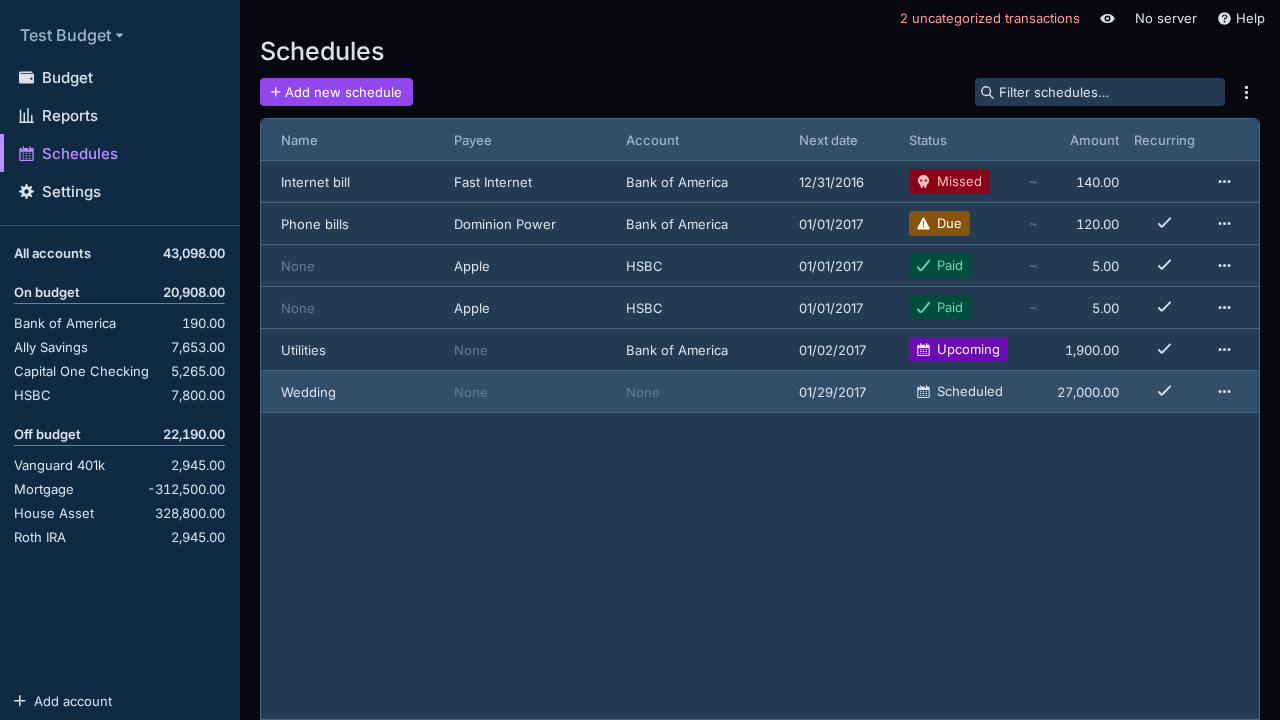 Test Budget
Budget
Reports
Schedules
Settings
All accounts 43,098.00
On budget 20,908.00
Bank of America 190.00
Ally Savings 7,653.00
Capital One Checking 5,265.00
HSBC 7,800.00
Off budget 22,190.00
Vanguard 401k 2,945.00
Mortgage -312,500.00
House Asset 328,800.00
Roth IRA 2,945.00
Add account
2 uncategorized transactions No server Help
Schedules
Add new schedule Filter schedules...
Name Payee Account Next date Status Amount Recurring
Internet bill Fast Internet Bank of America 12/31/2016 Missed ~ 140.00
Phone bills Dominion Power Bank of America 01/01/2017 Due ~ 120.00
None Apple HSBC 01/01/2017 Paid ~ 5.00
None Apple HSBC 01/01/2017 Paid ~ 5.00
Utilities None Bank of America 01/02/2017 Upcoming 1,900.00
Wedding None None 01/29/2017 Scheduled 27,000.00